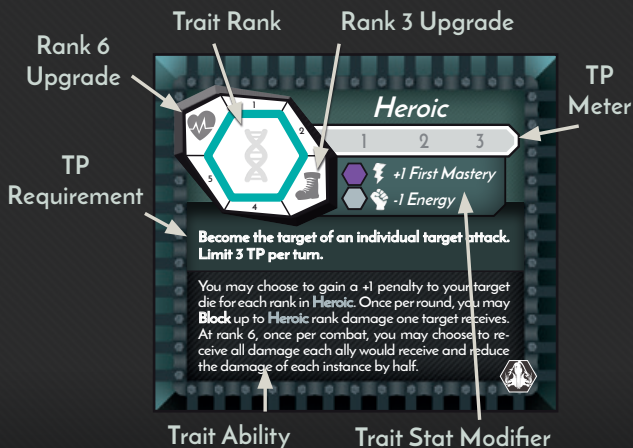 Trait Rank
Rank 3 Upgrade
Rank 6
Upgrade
TP
Meter
Heroic
1
2
5
4
1 2 3
+1 First Mastery
-1 Energy
TP
Requirement
Become the target of an individual target attack.
Limit 3 TP per turn.
You may choose to gain a +1 penalty to your target
die for each rank in Heroic. Once per round, you may
Block up to Heroic rank damage one target receives.
At rank 6, once per combat, you may choose to re-
ceive all damage each ally would receive and reduce
the damage of each instance by half.
Trait Ability
Trait Stat Modifier